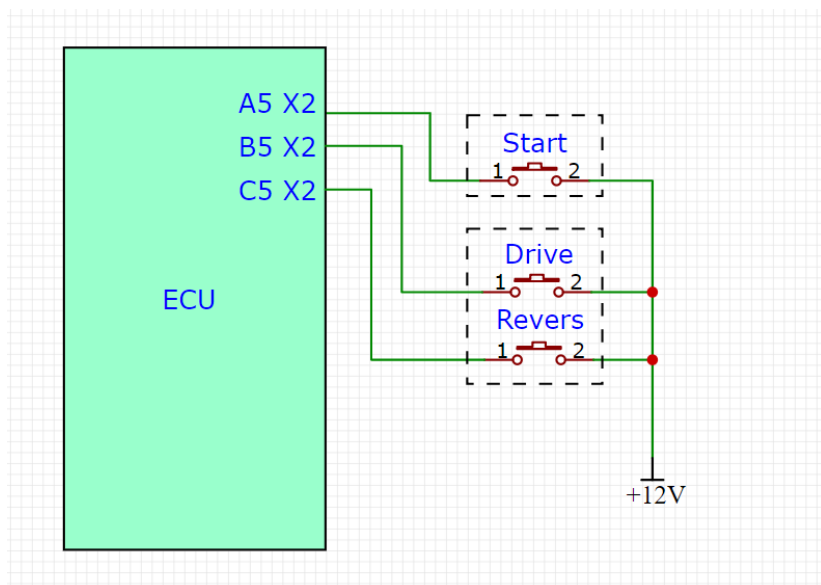 A5 X2
B5 X2
C5 X2
ECU
Start
1 2
Drive
1 2
Revers
1 2
+12V